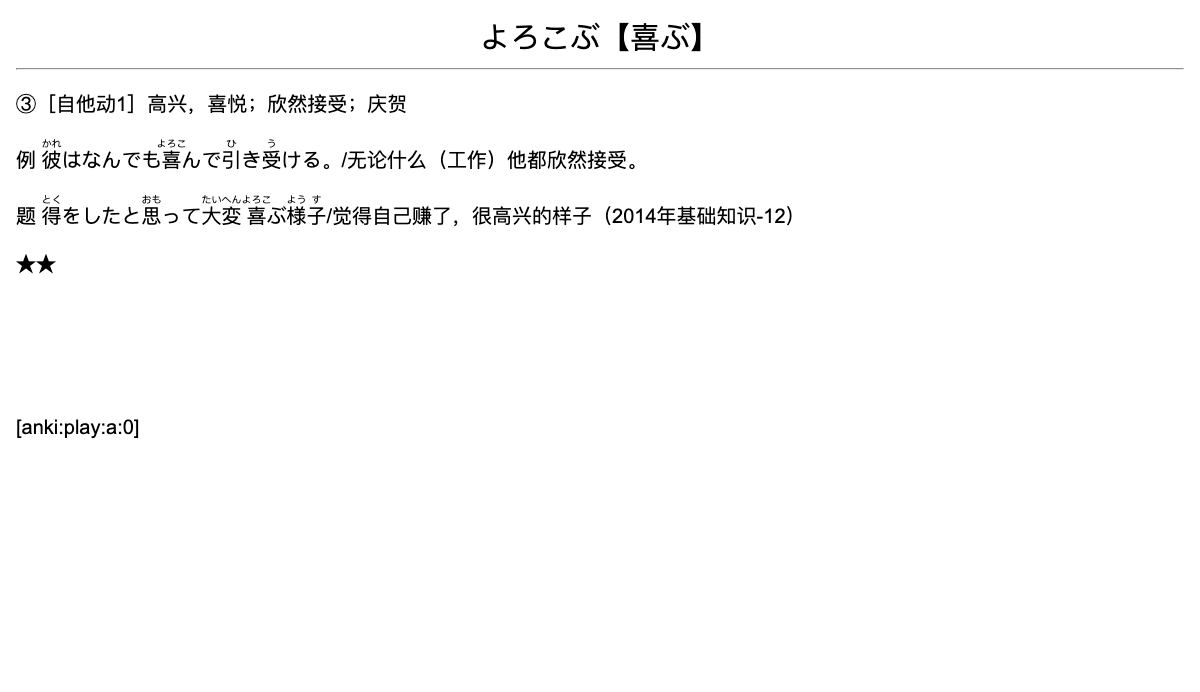 よろこぶ【喜ぶ】
③［自他动1］高兴，喜悦；欣然接受；庆贺
かれ よろこ ひ う
例 彼はなんでも喜んで引き受ける。/无论什么（工作）他都欣然接受。
とく おも たいへんよろこ よう す
题 得をしたと思って大変 喜ぶ様子/觉得自己赚了，很高兴的样子（2014年基础知识-12）
★★
[anki:play:a:0]